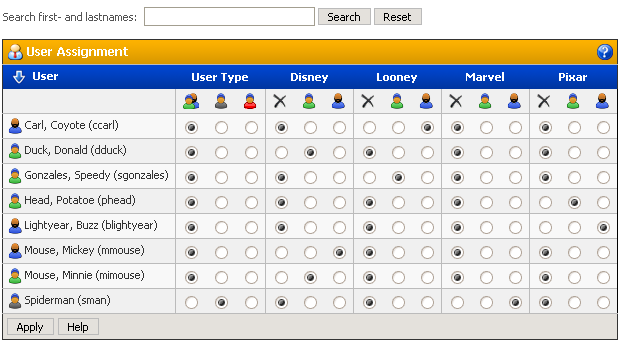 Search first- and lastnames: Search Reset
User Assignment ?
User User Type Disney Looney Marvel Pixar
Carl, Coyote (ccarl)
Duck, Donald (dduck)
Gonzales, Speedy (sgonzales)
Head, Potatoe (phead)
Lightyear, Buzz (blightyear)
Mouse, Mickey (mmouse)
Mouse, Minnie (mimouse)
Spiderman (sman)
Apply Help